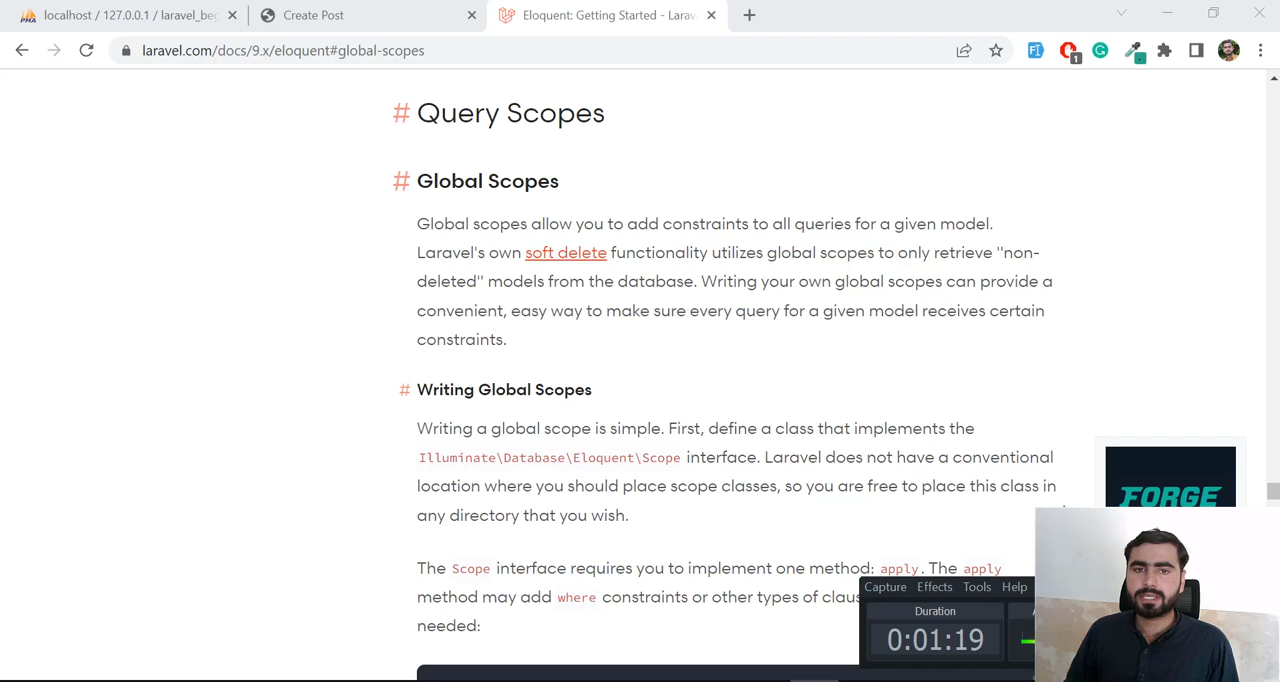 localhost / 127.0.0.1 / laravel_beg
Create Post
Eloquent: Getting Started - Larav
laravel.com/docs/9.x/eloquent#global-scopes
1
# Query Scopes
# Global Scopes
Global scopes allow you to add constraints to all queries for a given model.
Laravel's own soft delete functionality utilizes global scopes to only retrieve "non-
deleted" models from the database. Writing your own global scopes can provide a
convenient, easy way to make sure every query for a given model receives certain
constraints.
# Writing Global Scopes
Writing a global scope is simple. First, define a class that implements the
Illuminate\Database\Eloquent\Scope interface. Laravel does not have a conventional
location where you should place scope classes, so you are free to place this class in
any directory that you wish.
FORGE
The Scope interface requires you to implement one method: apply. The apply
method may add where constraints or other types of claus
needed:
Capture Effects Tools Help
Duration
0:01:19